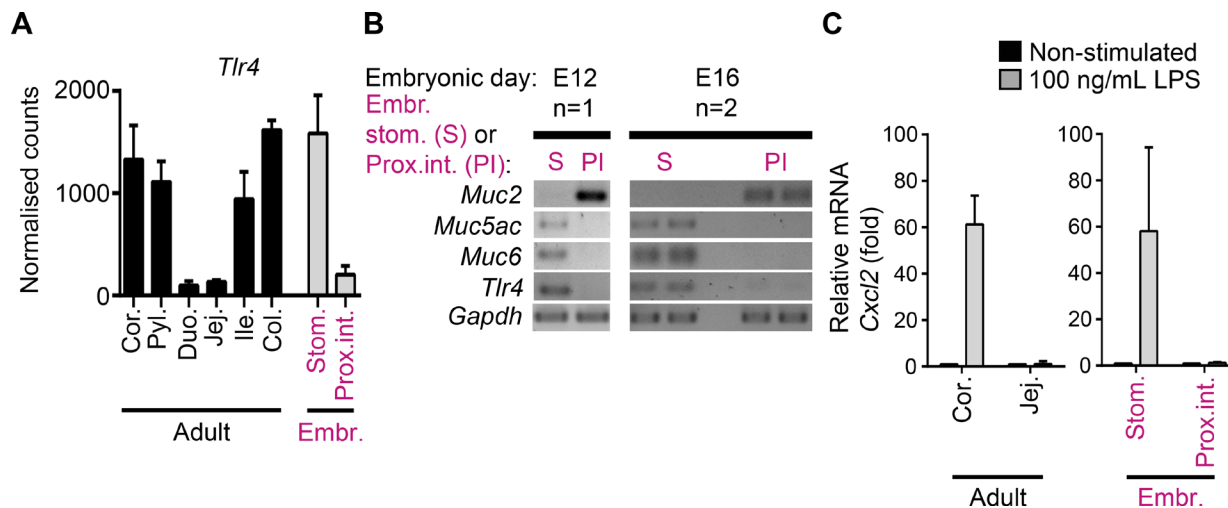 A
Tlr4
Normalised counts
2000
1000
0
Cor.
Pyl.
Duo.
Jej.
Ile.
Col.
Stom.
Prox.int.
Adult
Embr.
B
Embryonic day: E12 E16
Embr. n=1 n=2
stom. (S) or
Prox.int. (PI): S PI S PI
Muc2
Muc5ac
Muc6
Tlr4
Gapdh
C
Non-stimulated
100 ng/mL LPS
Relative mRNA
Cxcl2 (fold)
100
80
60
40
20
0
Cor.
Jej.
Adult
100
80
60
40
20
0
Stom.
Prox.int.
Embr.